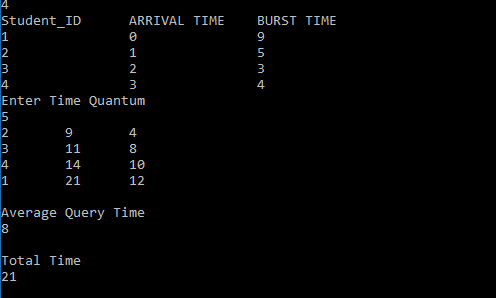 4
Student_ID ARRIVAL TIME BURST TIME
1 0 9
2 1 5
3 2 3
4 3 4
Enter Time Quantum
5
2 9 4
3 11 8
4 14 10
1 21 12
Average Query Time
8
Total Time
21